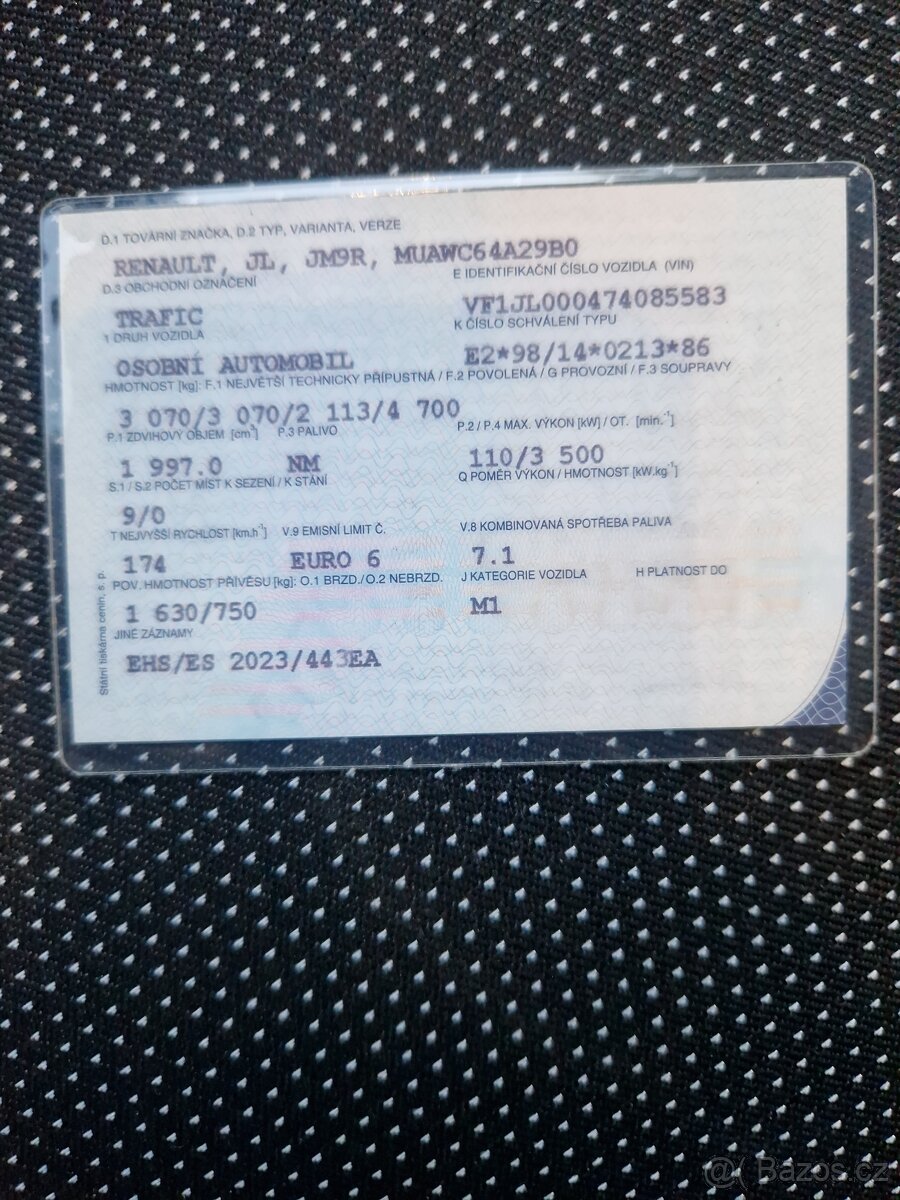 D.1 TOVÁRNÍ ZNAČKA, D.2 TYP, VARIANTA, VERZE
RENAULT, JL, JM9R, MUAWC64A29B0
D.3 OBCHODNÍ OZNAČENÍ E IDENTIFIKAČNÍ ČÍSLO VOZIDLA (VIN)
TRAFIC VF1JL000474085583
1 DRUH VOZIDLA K ČÍSLO SCHVÁLENÍ TYPU
OSOBNÍ AUTOMOBIL E2*98/14*0213*86
HMOTNOST [kg]: F.1 NEJVĚTŠÍ TECHNICKY PŘÍPUSTNÁ / F.2 POVOLENÁ / G PROVOZNÍ / F.3 SOUPRAVY
3 070/3 070/2 113/4 700
P.1 ZDVIHOVÝ OBJEM [cm³] P.3 PALIVO P.2 / P.4 MAX. VÝKON [kW] / OT. [min.⁻¹]
1 997.0 NM 110/3 500
S.1 / S.2 POČET MÍST K SEZENÍ / K STÁNÍ Q POMĚR VÝKON / HMOTNOST [kW.kg⁻¹]
9/0
T NEJVYŠŠÍ RYCHLOST [km.h⁻¹] V.9 EMISNÍ LIMIT Č. V.8 KOMBINOVANÁ SPOTŘEBA PALIVA
174 EURO 6 7.1
POV. HMOTNOST PŘÍVĚSU [kg]: O.1 BRZD./O.2 NEBRZD. J KATEGORIE VOZIDLA H PLATNOST DO
1 630/750 M1
JINÉ ZÁZNAMY
EHS/ES 2023/443EA
Státní tiskárna cenin, s. p.
@( Bazos.cz